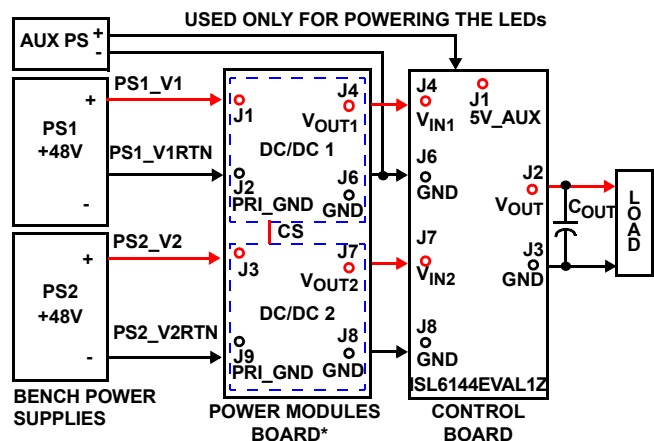 USED ONLY FOR POWERING THE LEDs
AUX PS
+
-
PS1_V1
+
PS1
+48V
-
PS1_V1RTN
J1
J4
VOUT1
DC/DC 1
J2
PRI_GND
J6
GND
CS
PS2_V2
+
PS2
+48V
-
PS2_V2RTN
J3
J7
VOUT2
DC/DC 2
J9
PRI_GND
J8
GND
J4
VIN1
J1
5V_AUX
J6
GND
J2
VOUT
J7
VIN2
J3
GND
J8
GND
ISL6144EVAL1Z
COUT
LOAD
BENCH POWER
SUPPLIES
POWER MODULES
BOARD*
CONTROL
BOARD